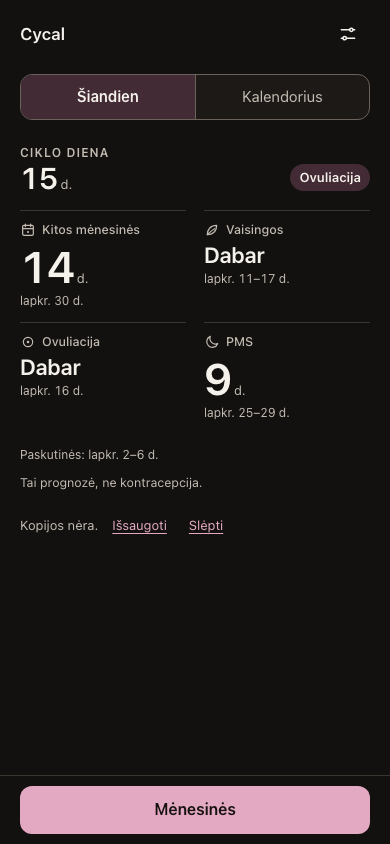 Cycal
Šiandien
Kalendorius
CIKLO DIENA
15 d.
Ovuliacija
Kitos mėnesinės
14 d.
lapkr. 30 d.
Vaisingos
Dabar
lapkr. 11–17 d.
Ovuliacija
Dabar
lapkr. 16 d.
PMS
9 d.
lapkr. 25–29 d.
Paskutinės: lapkr. 2–6 d.
Tai prognozė, ne kontracepcija.
Kopijos nėra. Išsaugoti Slėpti
Mėnesinės